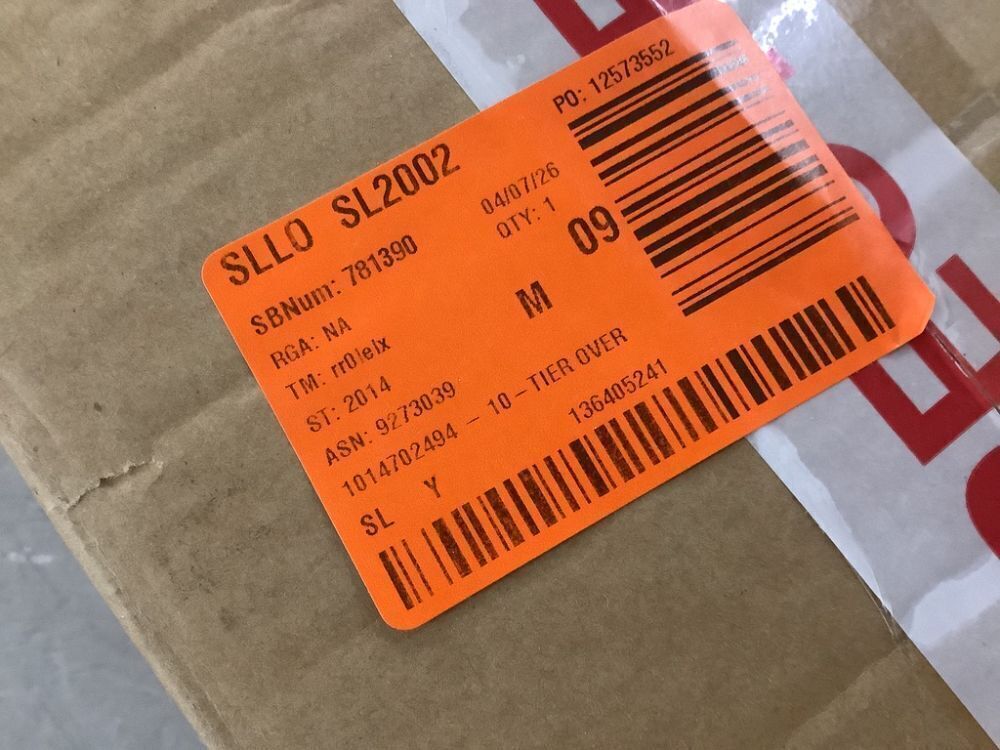 SLLO SL2002
PO: 12573552
04/07/26
QTY: 1
09
SBNum: 781390
M
RGA: NA
TM: rr0lelx
ST: 2014
ASN: 9273039
1014702494 - 10-TIER OVER
136405241
SL Y